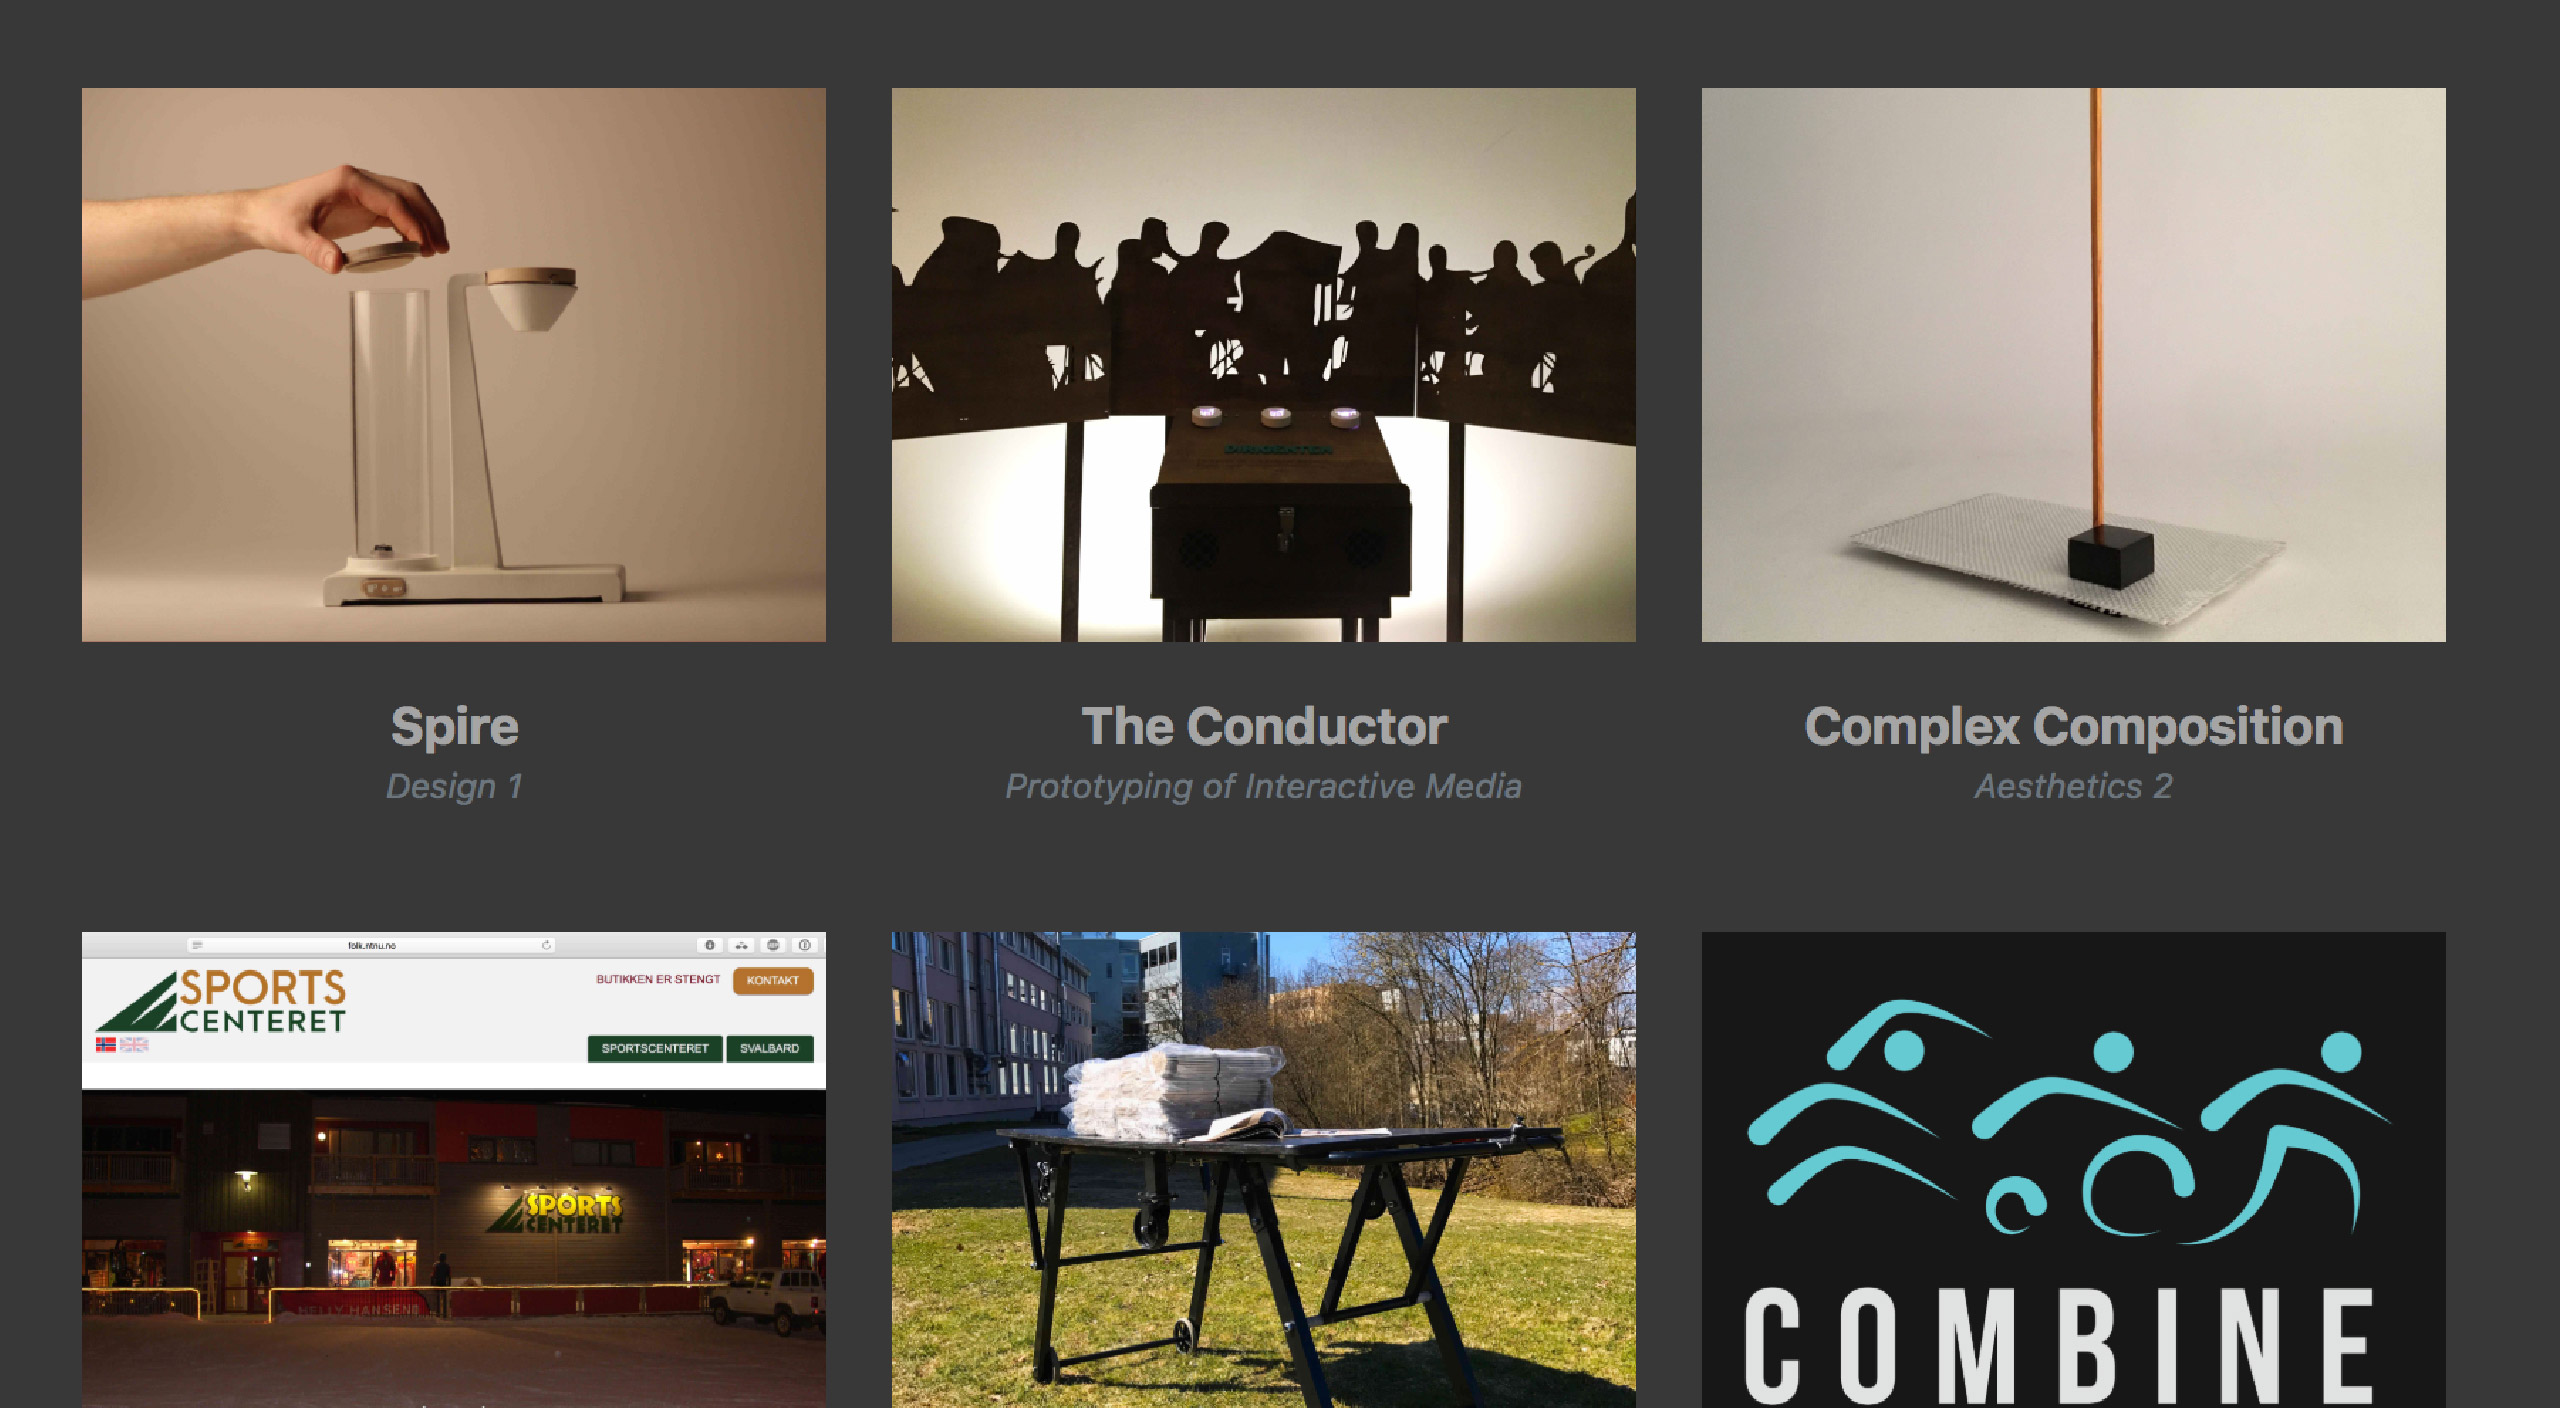 Spire
Design 1
The Conductor
Prototyping of Interactive Media
Complex Composition
Aesthetics 2
folk.ntnu.no
SPORTS
CENTERET
BUTIKKEN ER STENGT
KONTAKT
SPORTSCENTERET
SVALBARD
SPORTS
CENTERET
HELLY HANSEN
COMBINE